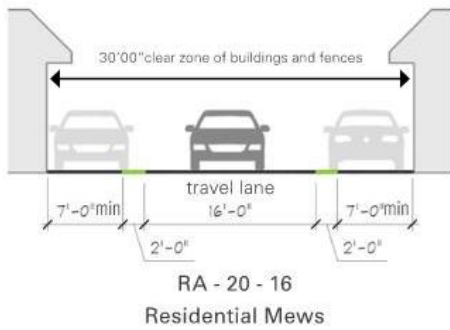 30'00"clear zone of buildings and fences
travel lane
7'-0"min 16'-0" 7'-0"min
2'-0" 2'-0"
RA - 20 - 16
Residential Mews